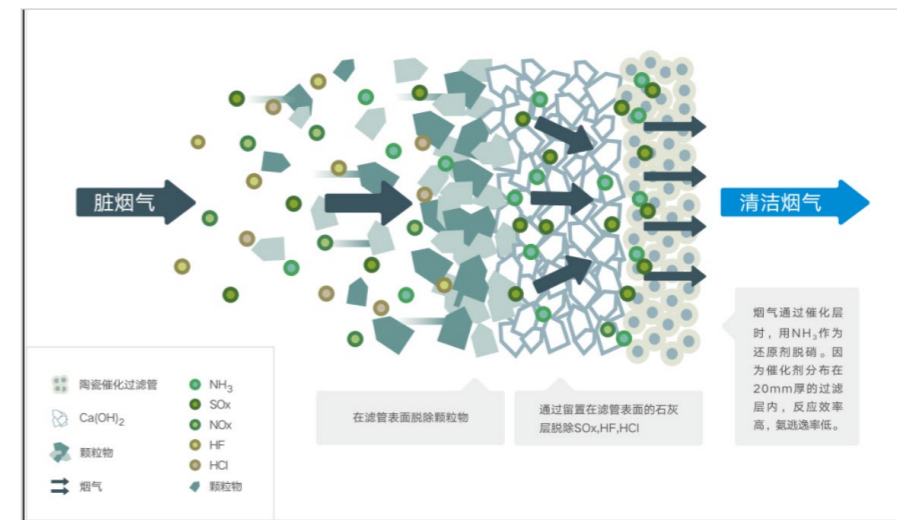 脏烟气
清洁烟气
烟气通过催化层
时，用NH₃作为
还原剂脱硝。因
为催化剂分布在
20mm厚的过滤
层内，反应效率
高，氨逃逸率低。
在滤管表面脱除颗粒物
通过留置在滤管表面的石灰
层脱除SOx,HF,HCl
陶瓷催化过滤管
Ca(OH)₂
颗粒物
烟气
NH₃
SOx
NOx
HF
HCl
颗粒物